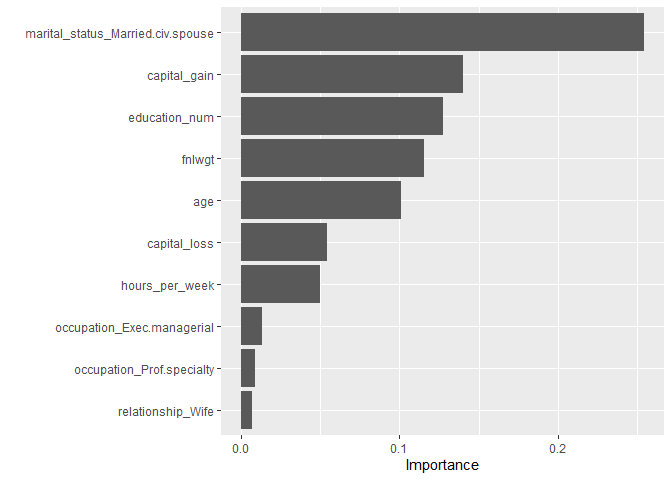 marital_status_Married.civ.spouse
capital_gain
education_num
fnlwgt
age
capital_loss
hours_per_week
occupation_Exec.managerial
occupation_Prof.specialty
relationship_Wife
0.0 0.1 0.2
Importance